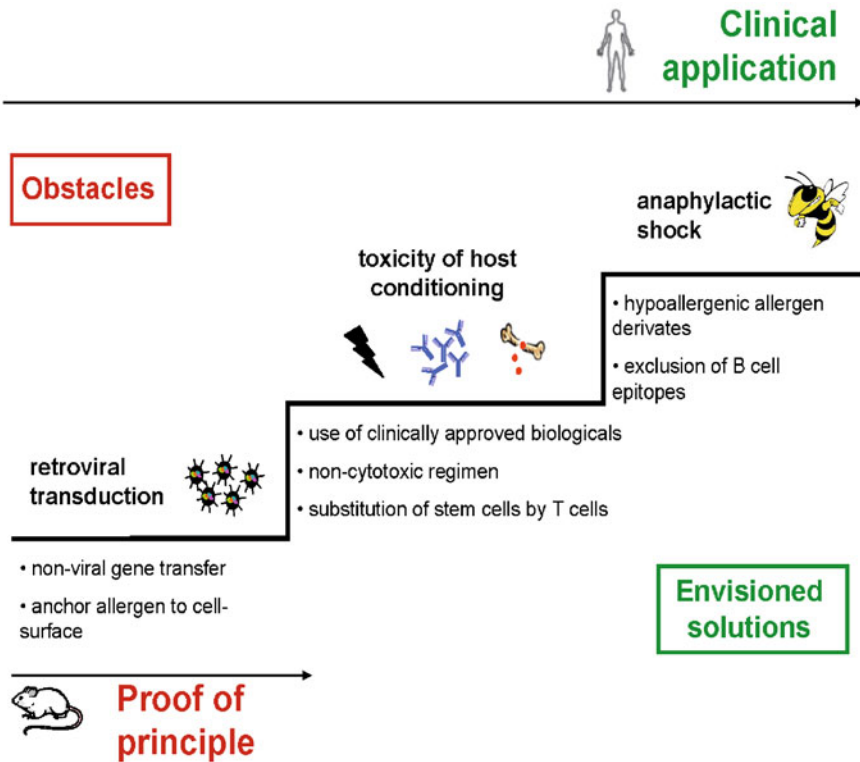 Clinical
application
Obstacles
anaphylactic
shock
toxicity of host
conditioning
• hypoallergenic allergen
derivates
• exclusion of B cell
epitopes
retroviral
transduction
• use of clinically approved biologicals
• non-cytotoxic regimen
• substitution of stem cells by T cells
• non-viral gene transfer
• anchor allergen to cell-
surface
Envisioned
solutions
Proof of
principle